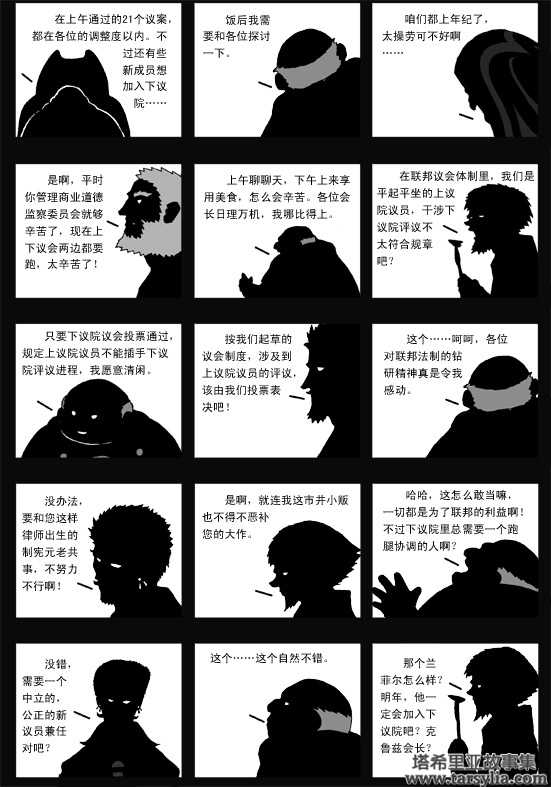 在上午通过的21个议案，
都在各位的调整度以内。不
过还有些
新成员想
加入下议
院……
饭后我需
要和各位探讨
一下。
咱们都上年纪了，
太操劳可不好啊
……
是啊，平时
你管理商业道德
监察委员会就够
辛苦了，现在上
下议会两边都要
跑，太辛苦了！
上午聊聊天，下午上来享
用美食，怎么会辛苦。各位会
长日理万机，我哪比得上。
在联邦议会体制里，我们是
平起平坐的上议
院议员，干涉下
议院评议不
太符合规章
吧？
只要下议院议会投票通过，
规定上议院议员不能插手下议
院评议进程，我愿意清闲。
按我们起草的
议会制度，涉及到
上议院议员的评议，
该由我们投票表
决吧！
这个……呵呵，各位
对联邦法制的钻
研精神真是令我
感动。
没办法，
要和您这样
律师出生的
制宪元老共
事，不努力
不行啊！
是啊，就连我这市井小贩
也不得不恶补
您的大作。
哈哈，这怎么敢当嘛，
一切都是为了联邦的利益啊！
不过下议院里总需要一个跑
腿协调的人啊？
没错，
需要一个
中立的，
公正的新
议员兼任
对吧？
这个……这个自然不错。
那个兰
菲尔怎么样？
明年，他一
定会加入下
议院吧？克
鲁兹会长？
塔希里亚故事集
www.tarsylia.com